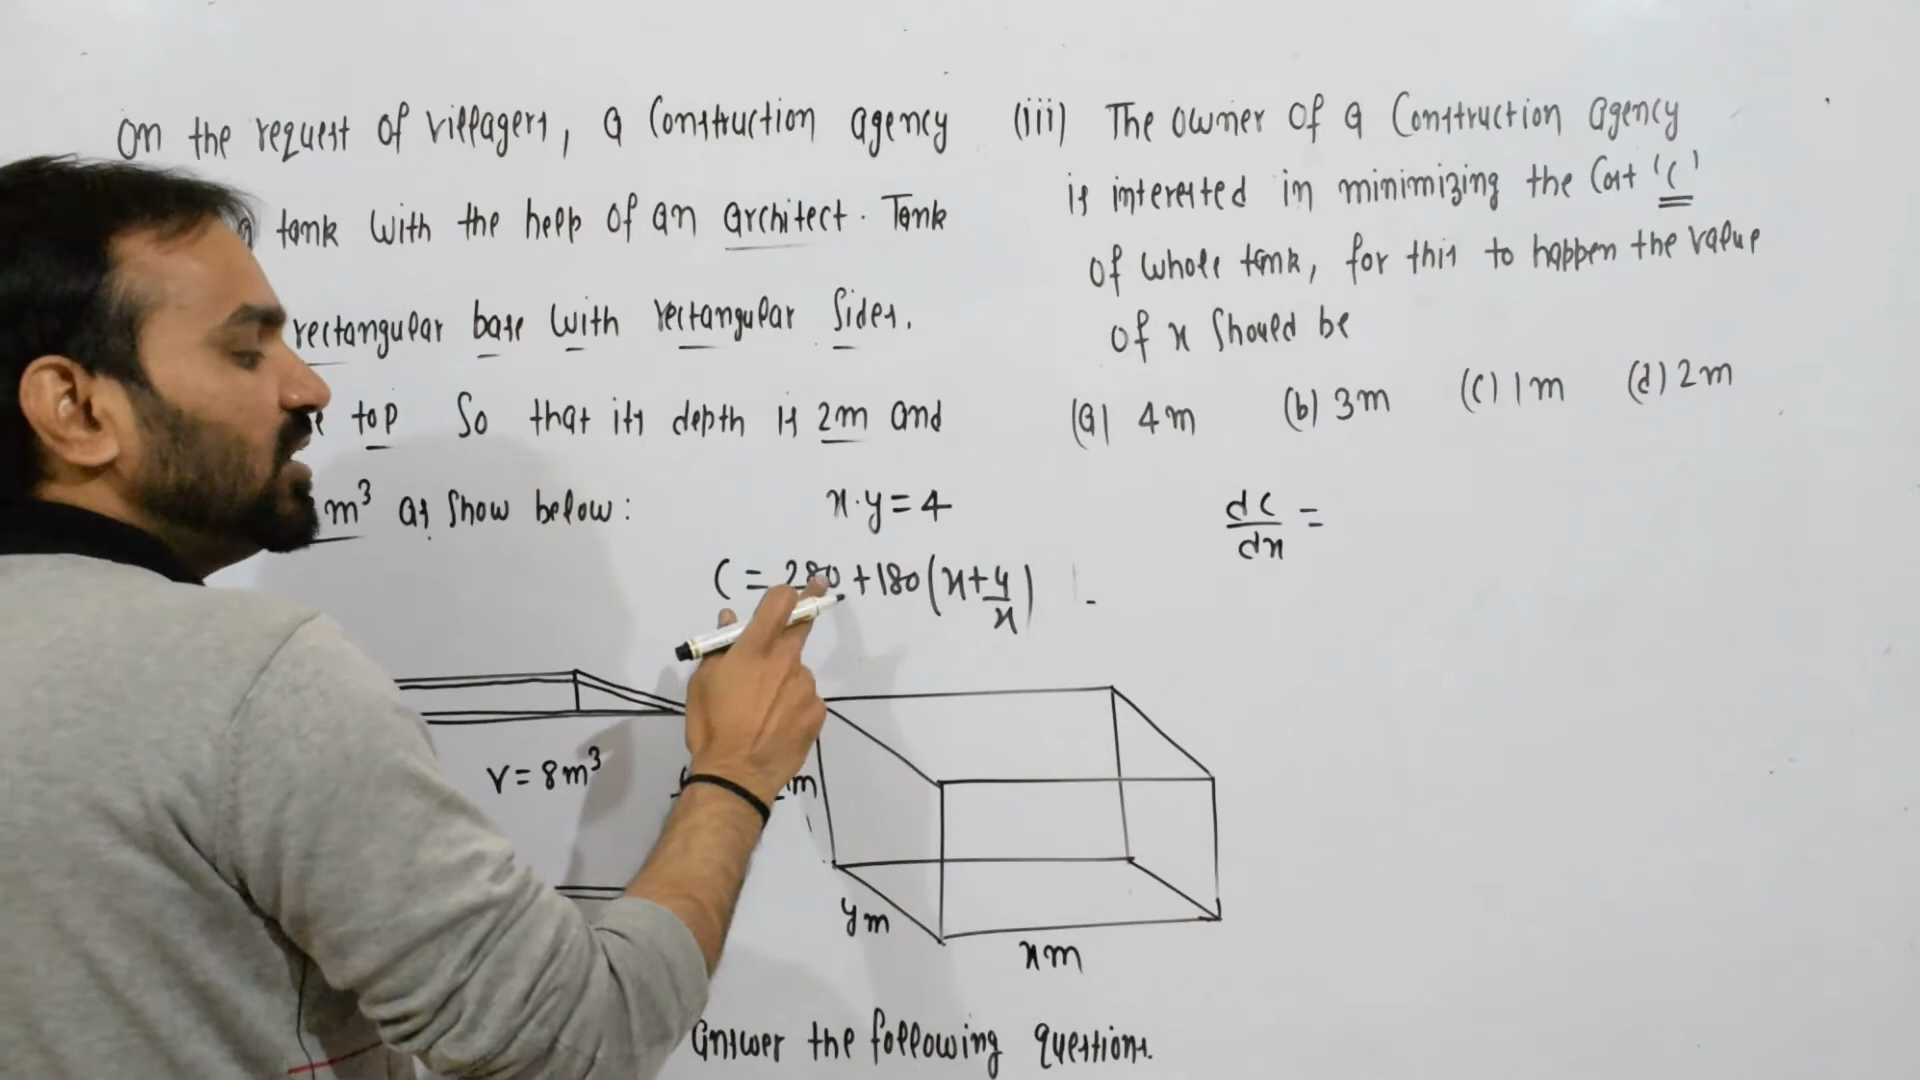 On the request of villagers, a Construction agency
tank with the help of an architect. Tank
rectangular base with rectangular sides.
top so that its depth is 2m and
m³ as show below:
x.y=4
C = 280+180(x+4/x)
V=8m³
m
ym
xm
answer the following questions.
(iii) The owner of a Construction agency
is interested in minimizing the Cost 'C'
of whole tank, for this to happen the value
of x should be
(a) 4m (b) 3m (c) 1m (d) 2m
dC/dx =